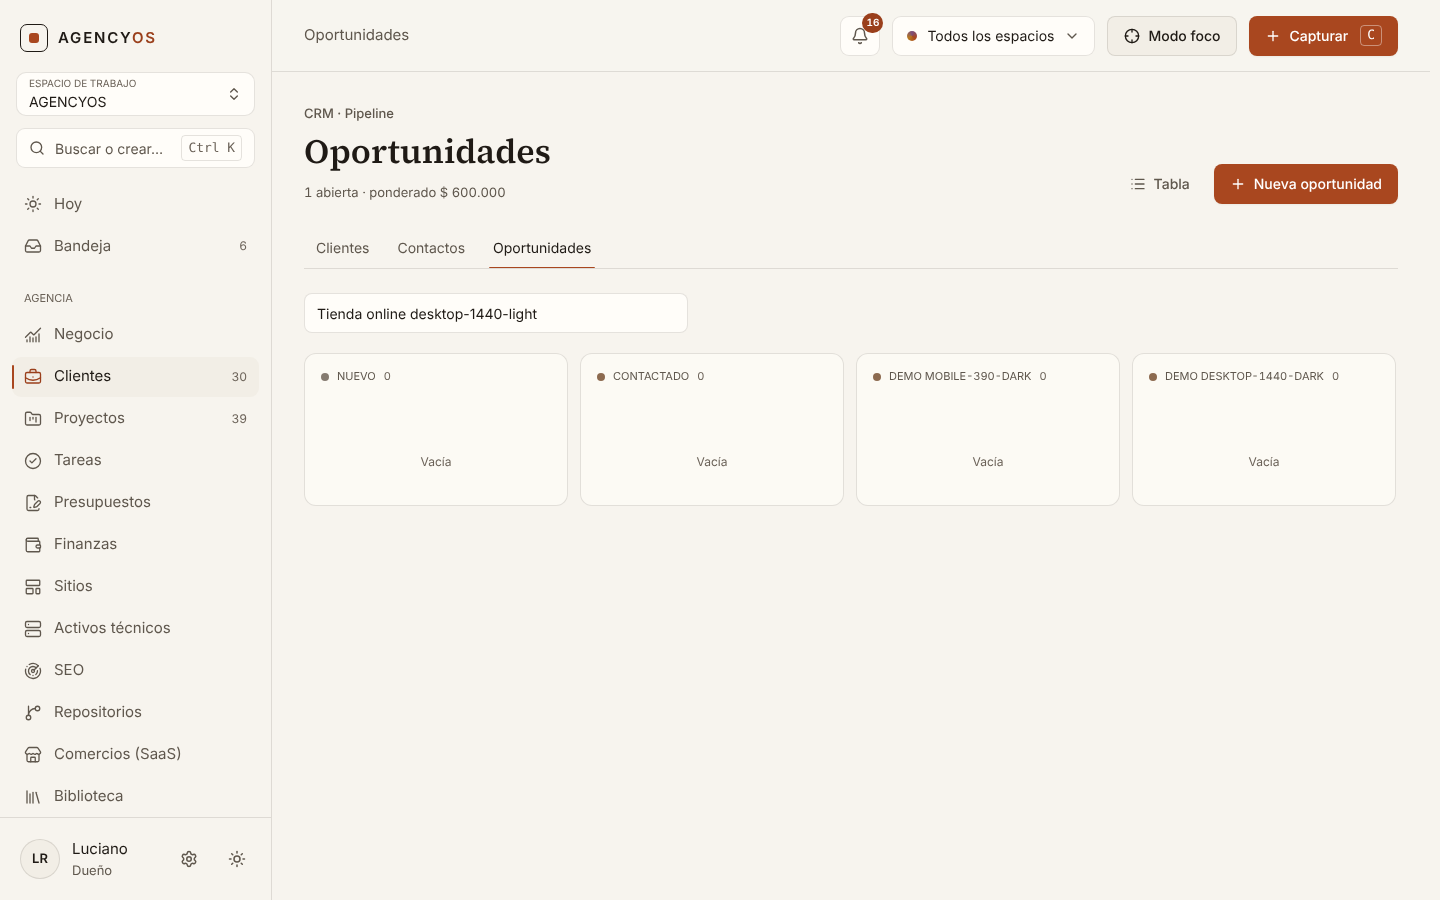 AGENCYOS
ESPACIO DE TRABAJO
AGENCYOS
Buscar o crear... Ctrl K
Hoy
Bandeja 6
AGENCIA
Negocio
Clientes 30
Proyectos 39
Tareas
Presupuestos
Finanzas
Sitios
Activos técnicos
SEO
Repositorios
Comercios (SaaS)
Biblioteca
LR
Luciano
Dueño
Oportunidades
16
Todos los espacios
Modo foco
Capturar C
CRM · Pipeline
Oportunidades
1 abierta · ponderado $ 600.000
Tabla
Nueva oportunidad
Clientes Contactos Oportunidades
Tienda online desktop-1440-light
NUEVO 0
Vacía
CONTACTADO 0
Vacía
DEMO MOBILE-390-DARK 0
Vacía
DEMO DESKTOP-1440-DARK 0
Vacía